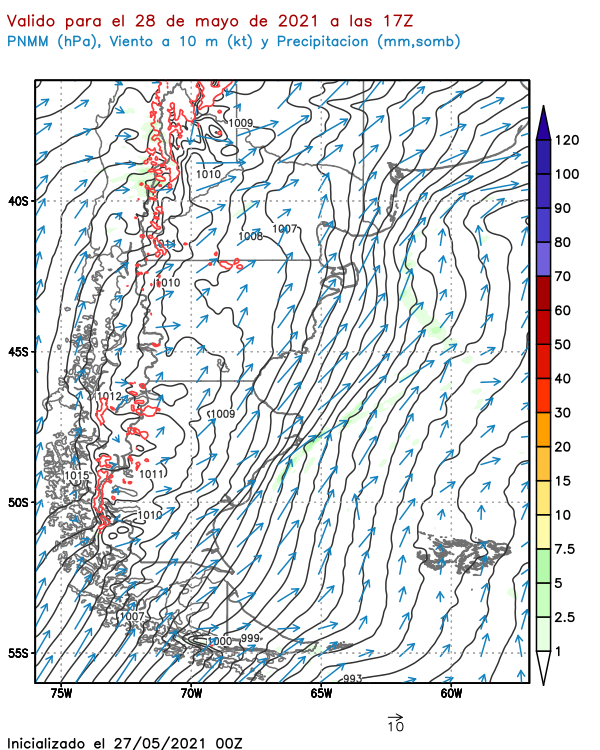 Valido para el 28 de mayo de 2021 a las 17Z
PNMM (hPa), Viento a 10 m (kt) y Precipitacion (mm,somb)
1009
1010
1008
1007
1011
1010
1012
1009
1015
1011
1010
1007
1000
999
993
40S
45S
50S
55S
75W
70W
65W
60W
120
100
90
80
70
60
50
40
30
20
15
10
7.5
5
2.5
1
10
Inicializado el 27/05/2021 00Z